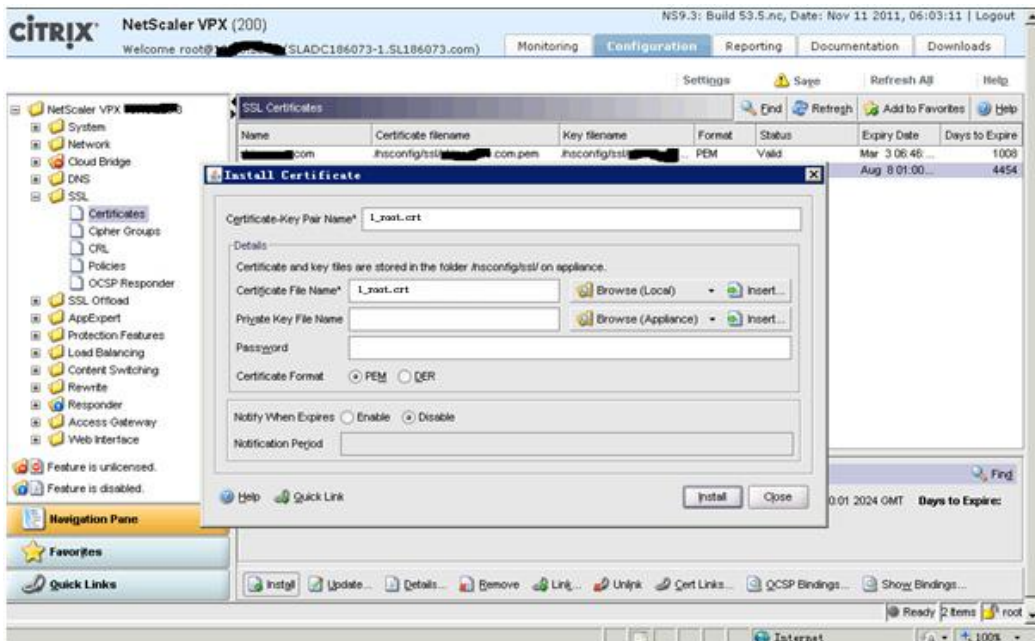 NS9.3: Build 53.5.nc, Date: Nov 11 2011, 06:03:11 | Logout
CİTRIX
NetScaler VPX (200)
Welcome root@1 (SLADC186073-1.SL186073.com)
Monitoring
Configuration
Reporting
Documentation
Downloads
Settings
Save
Refresh All
Help
NetScaler VPX
System
Network
Cloud Bridge
DNS
SSL
Certificates
Cipher Groups
CRL
Policies
OCSP Responder
SSL Offload
AppExpert
Protection Features
Load Balancing
Content Switching
Rewrite
Responder
Access Gateway
Web Interface
Feature is unlicensed.
Feature is disabled.
Navigation Pane
Favorites
Quick Links
SSL Certificates
Find
Refresh
Add to Favorites
Help
Name Certificate filename Key filename Format Status Expiry Date Days to Expire
com /nsconfig/ssl/ com.pem /nsconfig/ssl/ ... PEM Valid Mar 3 06:46:... 1008
Aug 8 01:00... 4454
Install Certificate
Certificate-Key Pair Name* l_root.crt
Details
Certificate and key files are stored in the folder /nsconfig/ssl/ on appliance.
Certificate File Name* l_root.crt Browse (Local) Insert...
Private Key File Name Browse (Appliance) Insert...
Password
Certificate Format PEM DER
Notify When Expires Enable Disable
Notification Period
Help Quick Link Install Close
Find
0:01 2024 GMT Days to Expire:
Install Update... Details... Remove Link... Unlink Cert Links... OCSP Bindings... Show Bindings...
Ready 2 Items root
Internet 100%